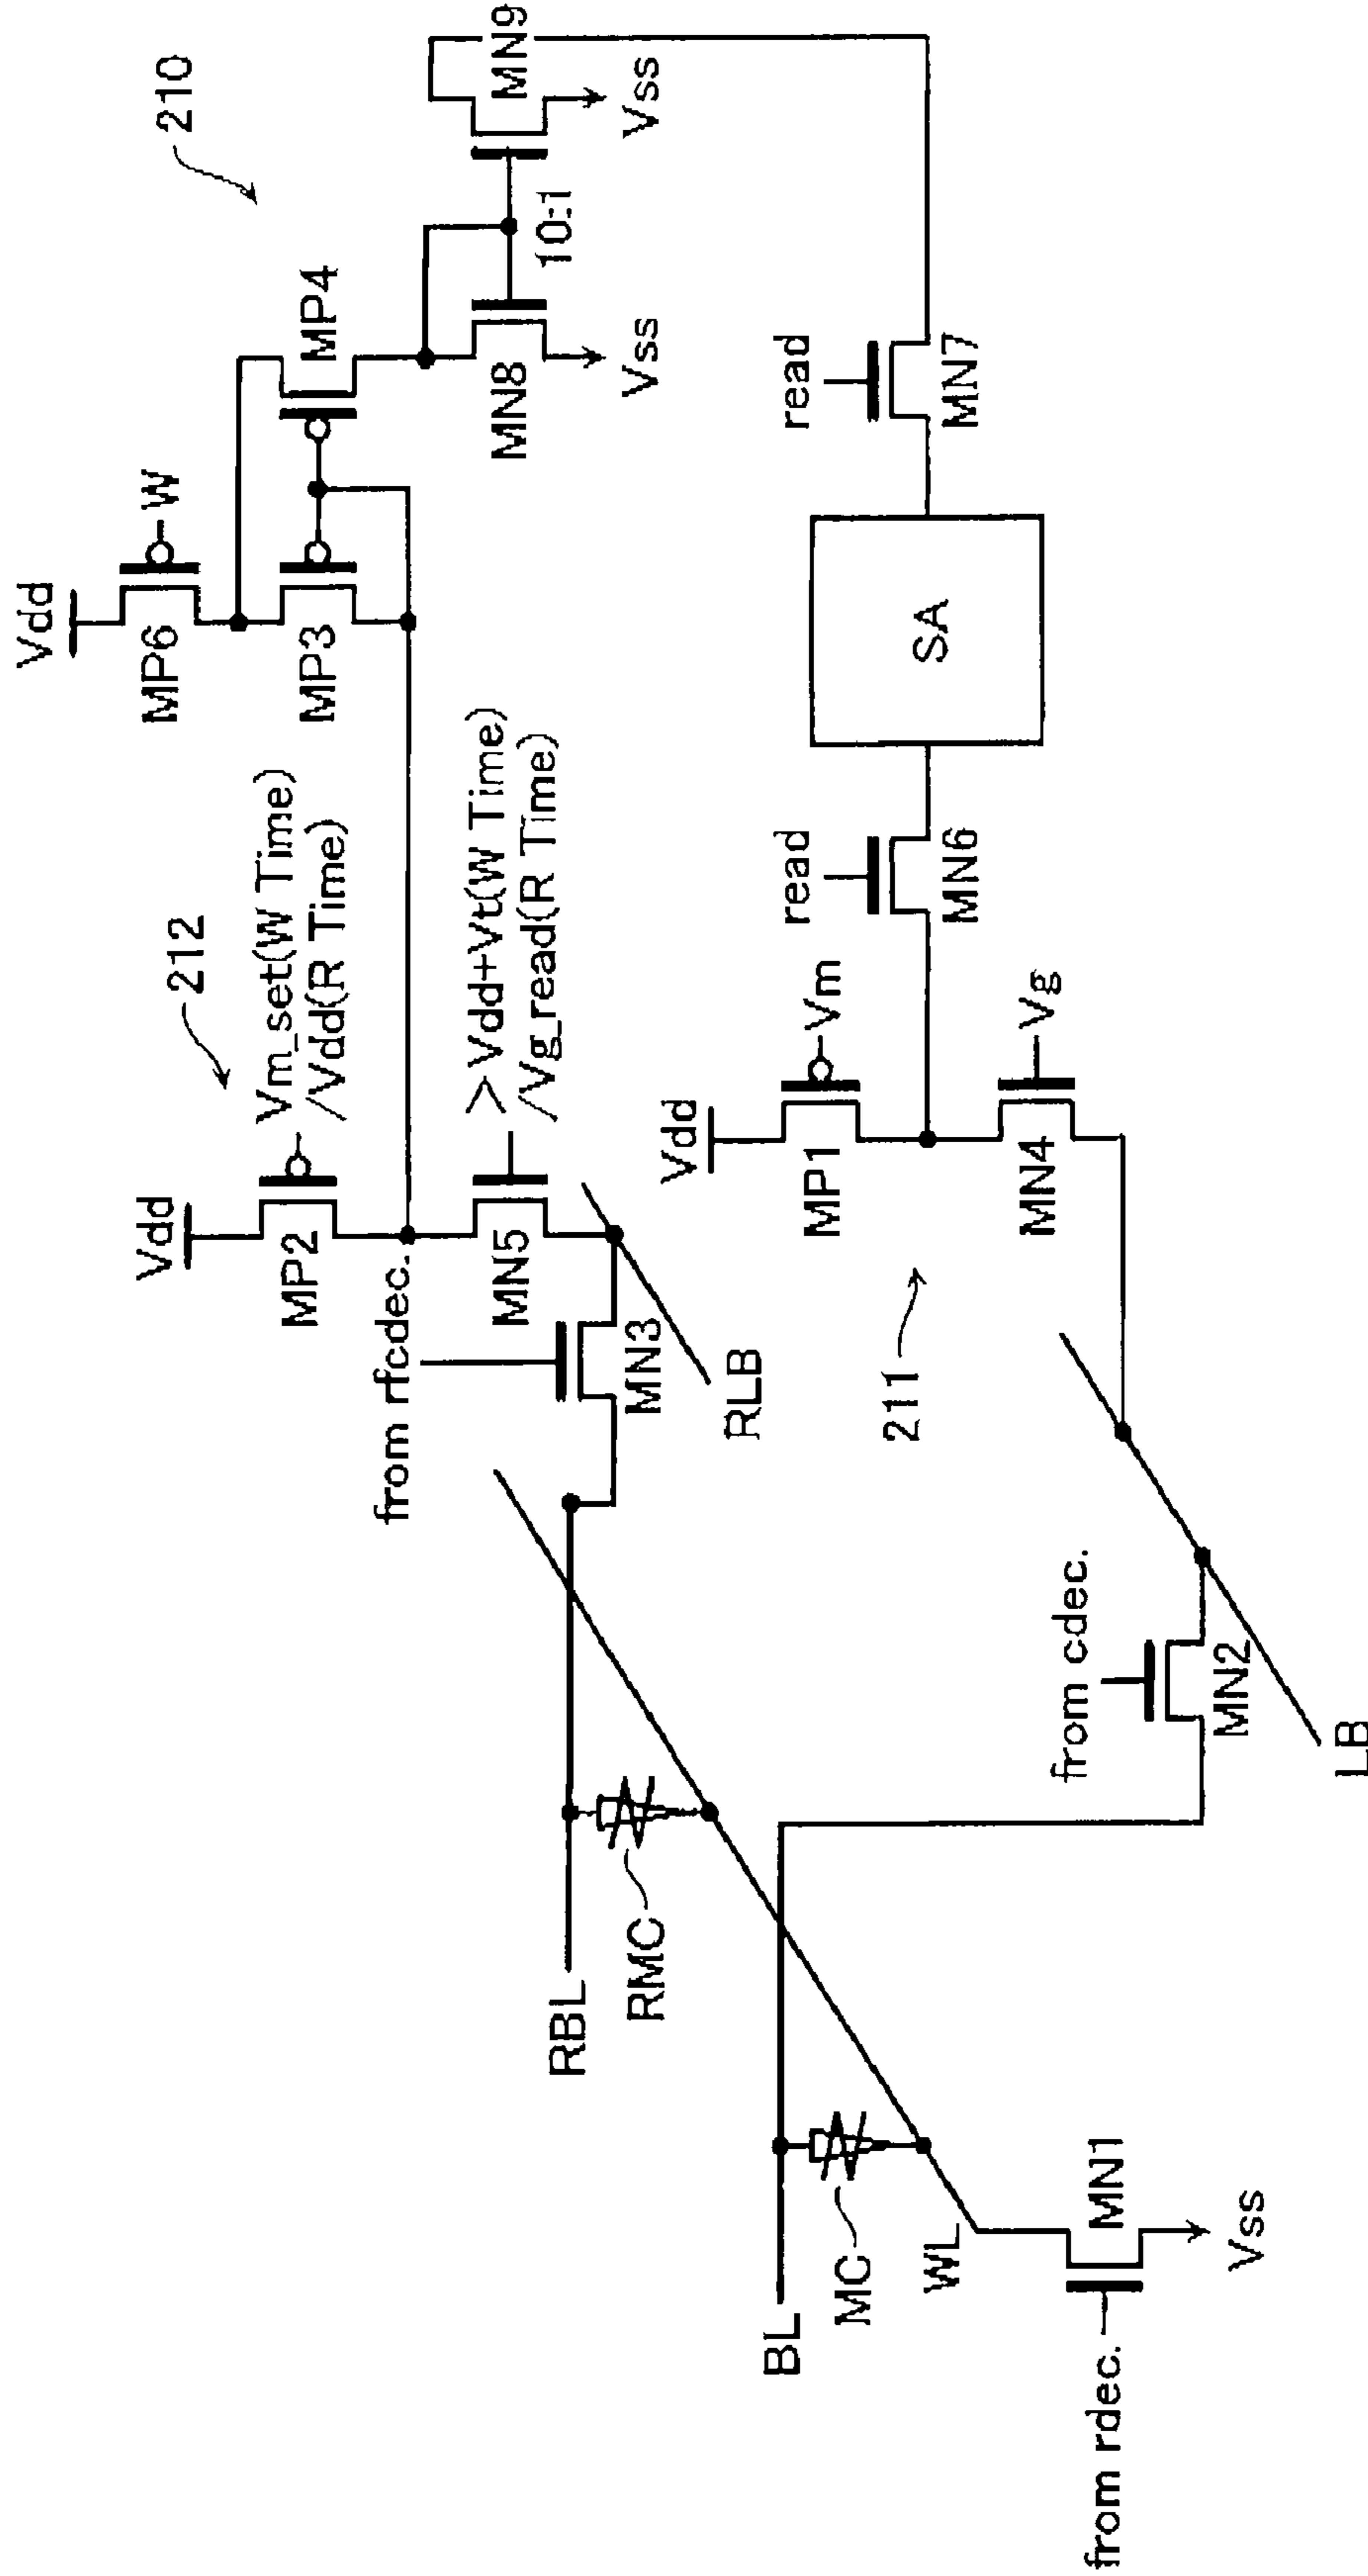 Vdd
MP6
W
210
MP3
MP4
MN9
Vss
10:1
MN8
Vss
212
Vdd
Vm_set(W Time)
/Vdd(R Time)
MP2
from rfcdec.
>Vdd+Vt(W Time)
/Vg_read(R Time)
MN5
MN3
RLB
RBL
RMC
read
MN7
SA
read
MN6
Vdd
Vm
MP1
Vg
MN4
211
from cdec.
MN2
LB
BL
MC
WL
MN1
from rdec.
Vss